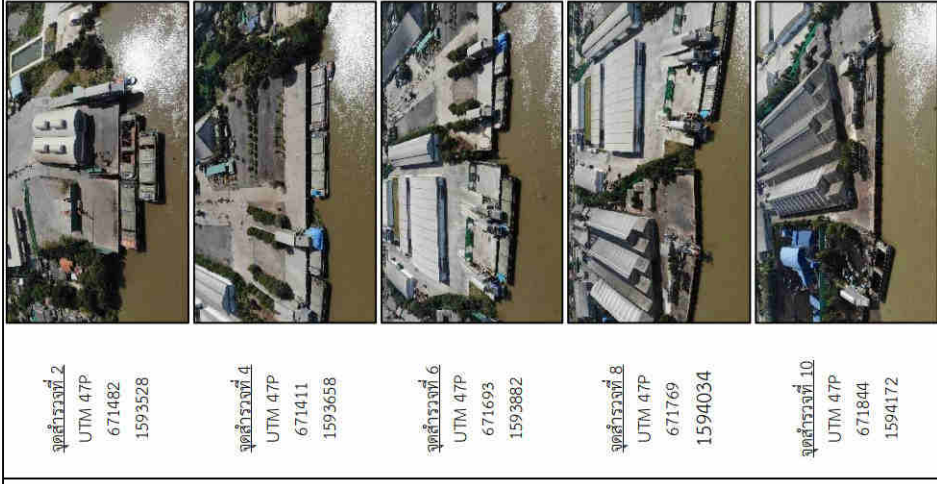 จุดสำรวจที่ 2
UTM 47P
671482
1593528
จุดสำรวจที่ 4
UTM 47P
671411
1593658
จุดสำรวจที่ 6
UTM 47P
671693
1593882
จุดสำรวจที่ 8
UTM 47P
671769
1594034
จุดสำรวจที่ 10
UTM 47P
671844
1594172